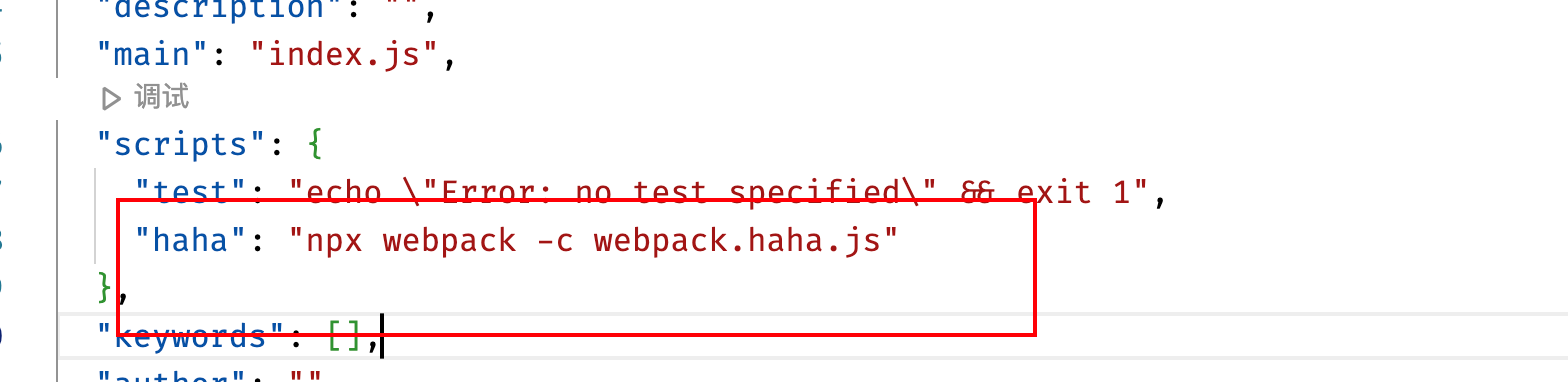 "description": "",
"main": "index.js",
调试
"scripts": {
"test": "echo \"Error: no test specified\" && exit 1",
"haha": "npx webpack -c webpack.haha.js"
},
"keywords": [],
"author": ""